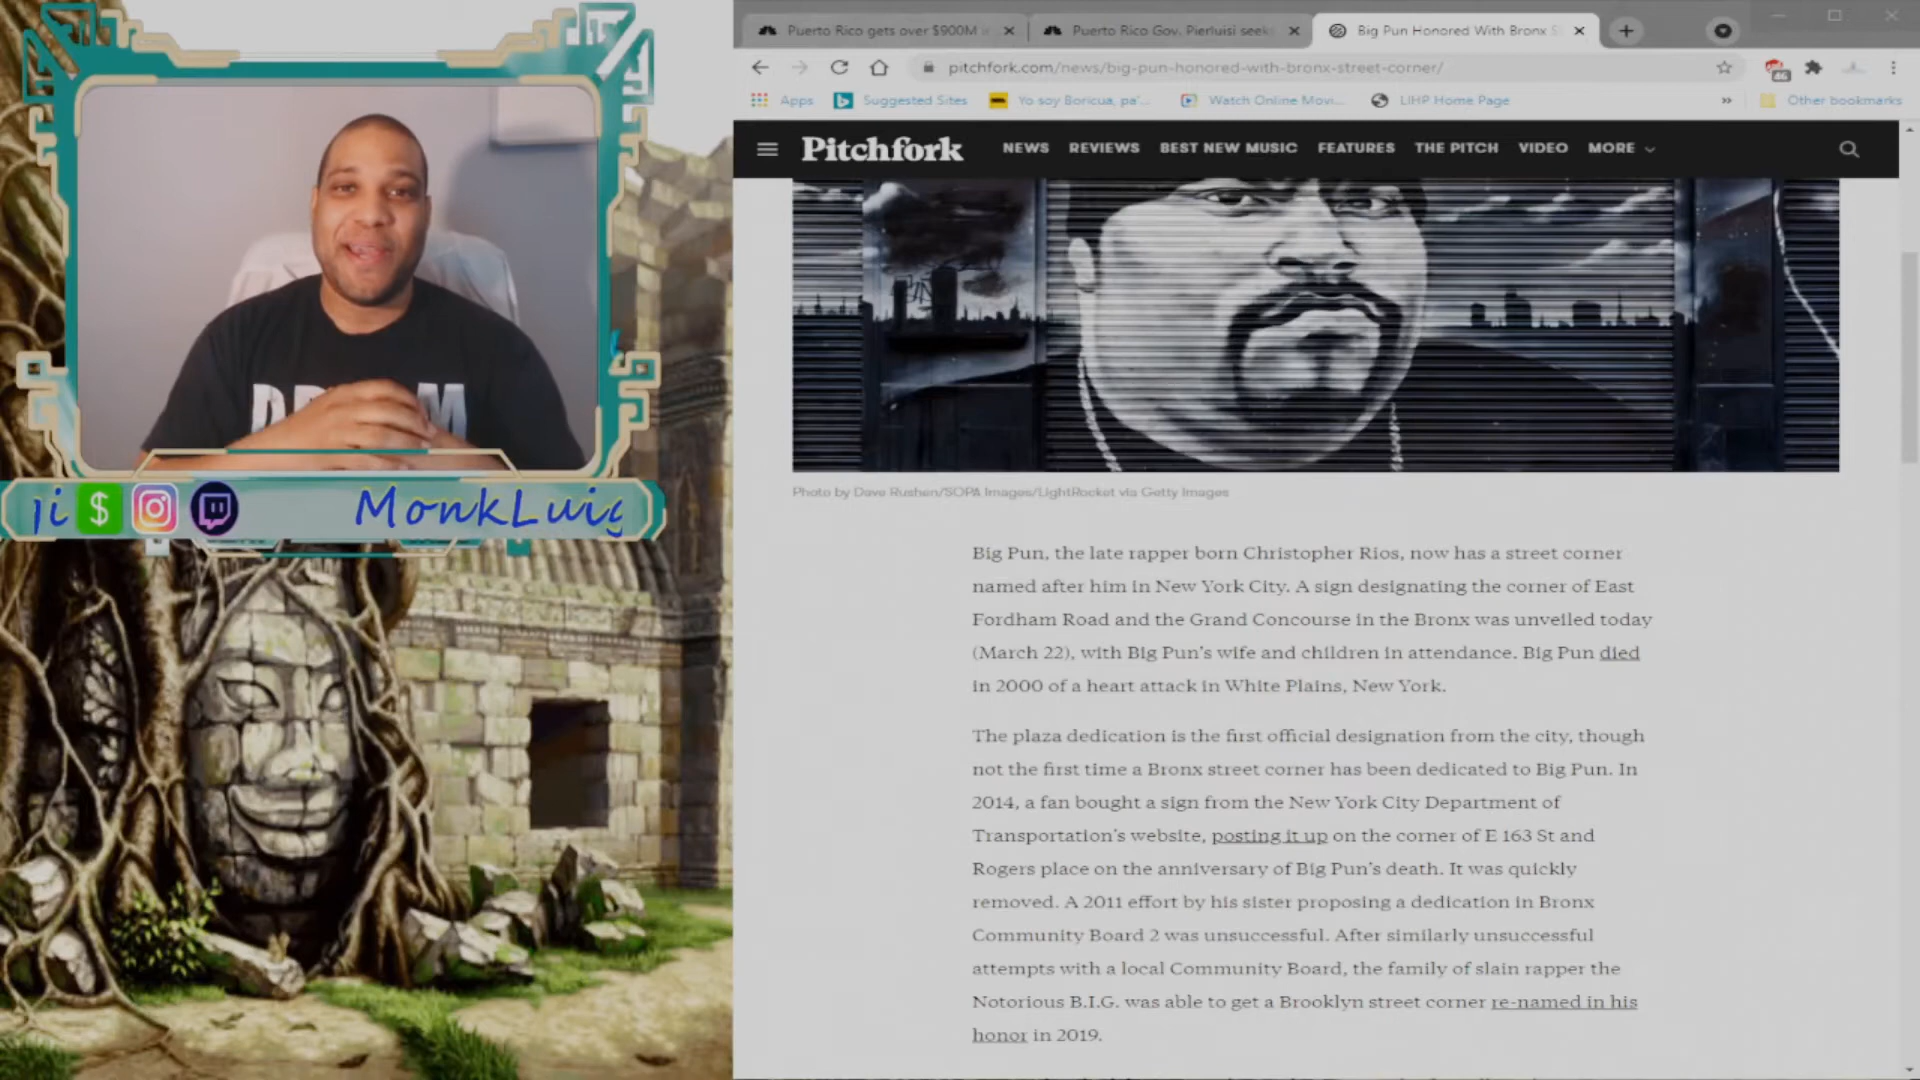 Puerto Rico gets over $900M
Puerto Rico Gov. Pierluisi seek
Big Pun Honored With Bronx S
pitchfork.com/news/big-pun-honored-with-bronx-street-corner/
46
Apps
Suggested Sites
Yo soy Boricua, pa'...
Watch Online Movi...
LIHP Home Page
»
Other bookmarks
Pitchfork
NEWS REVIEWS BEST NEW MUSIC FEATURES THE PITCH VIDEO MORE
ji $ MonkLuig
Photo by Dave Rushen/SOPA Images/LightRocket via Getty Images
Big Pun, the late rapper born Christopher Rios, now has a street corner
named after him in New York City. A sign designating the corner of East
Fordham Road and the Grand Concourse in the Bronx was unveiled today
(March 22), with Big Pun's wife and children in attendance. Big Pun died
in 2000 of a heart attack in White Plains, New York.
The plaza dedication is the first official designation from the city, though
not the first time a Bronx street corner has been dedicated to Big Pun. In
2014, a fan bought a sign from the New York City Department of
Transportation's website, posting it up on the corner of E 163 St and
Rogers place on the anniversary of Big Pun's death. It was quickly
removed. A 2011 effort by his sister proposing a dedication in Bronx
Community Board 2 was unsuccessful. After similarly unsuccessful
attempts with a local Community Board, the family of slain rapper the
Notorious B.I.G. was able to get a Brooklyn street corner re-named in his
honor in 2019.